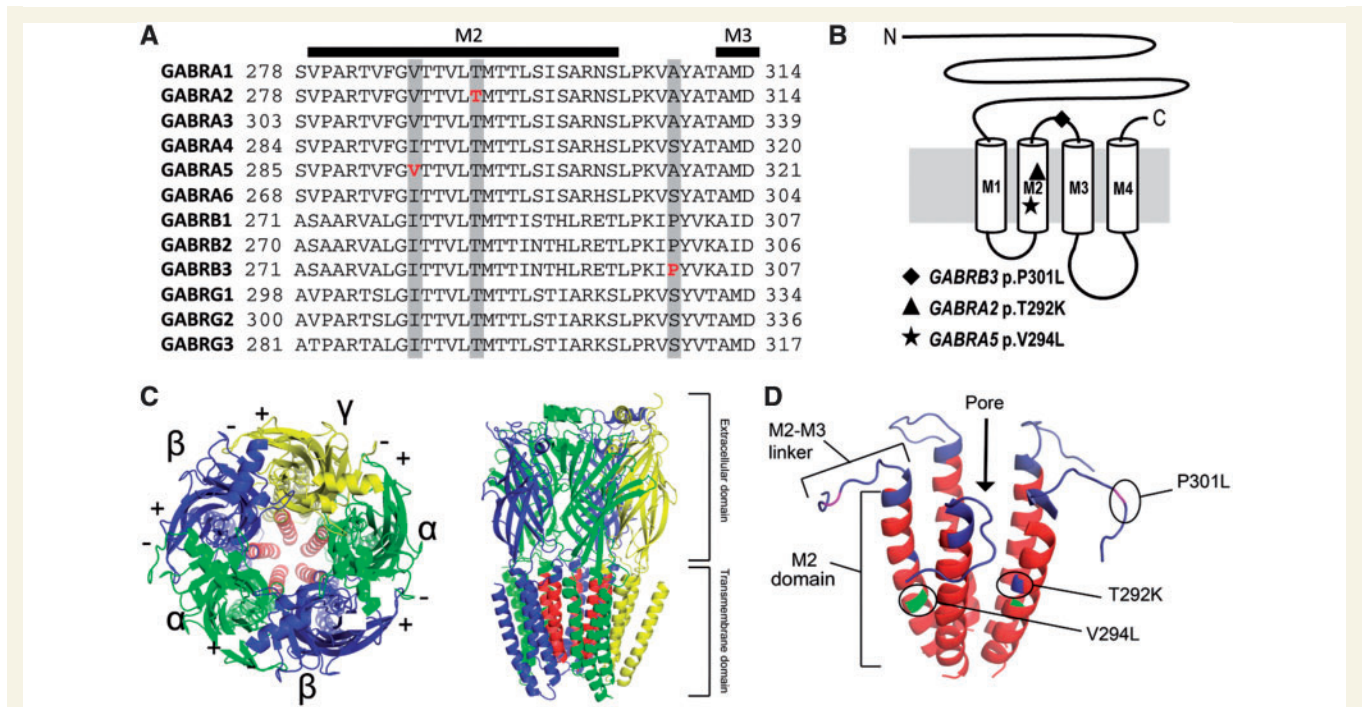 A
M2 M3
GABRA1 278 SVPARTVFGVTTVLTMTTLSISARNSLPKVAYATAMD 314
GABRA2 278 SVPARTVFGVTTVLTMTTLSISARNSLPKVAYATAMD 314
GABRA3 303 SVPARTVFGVTTVLTMTTLSISARNSLPKVAYATAMD 339
GABRA4 284 SVPARTVFGITTVLTMTTLSISARHSLPKVSYATAMD 320
GABRA5 285 SVPARTVFGVTTVLTMTTLSISARNSLPKVAYATAMD 321
GABRA6 268 SVPARTVFGITTVLTMTTLSISARHSLPKVSYATAMD 304
GABRB1 271 ASAARVALGITTVLTMTTISTHLRETLPKIPYVKAID 307
GABRB2 270 ASAARVALGITTVLTMTTINTHLRETLPKIPYVKAID 306
GABRB3 271 ASAARVALGITTVLTMTTINTHLRETLPKIPYVKAID 307
GABRG1 298 AVPARTSLGITTVLTMTTLSTIARKSLPKVSYVTAMD 334
GABRG2 300 AVPARTSLGITTVLTMTTLSTIARKSLPKVSYVTAMD 336
GABRG3 281 ATPARTALGITTVLTMTTLSTIARKSLPRVSYVTAMD 317
B
N
C
M1 M2 M3 M4
GABRB3 p.P301L
GABRA2 p.T292K
GABRA5 p.V294L
C
γ
+ -
β
- +
α
+ -
α
- +
β
+ -
Extracellular domain
Transmembrane domain
D
Pore
M2-M3
linker
P301L
M2
domain
T292K
V294L